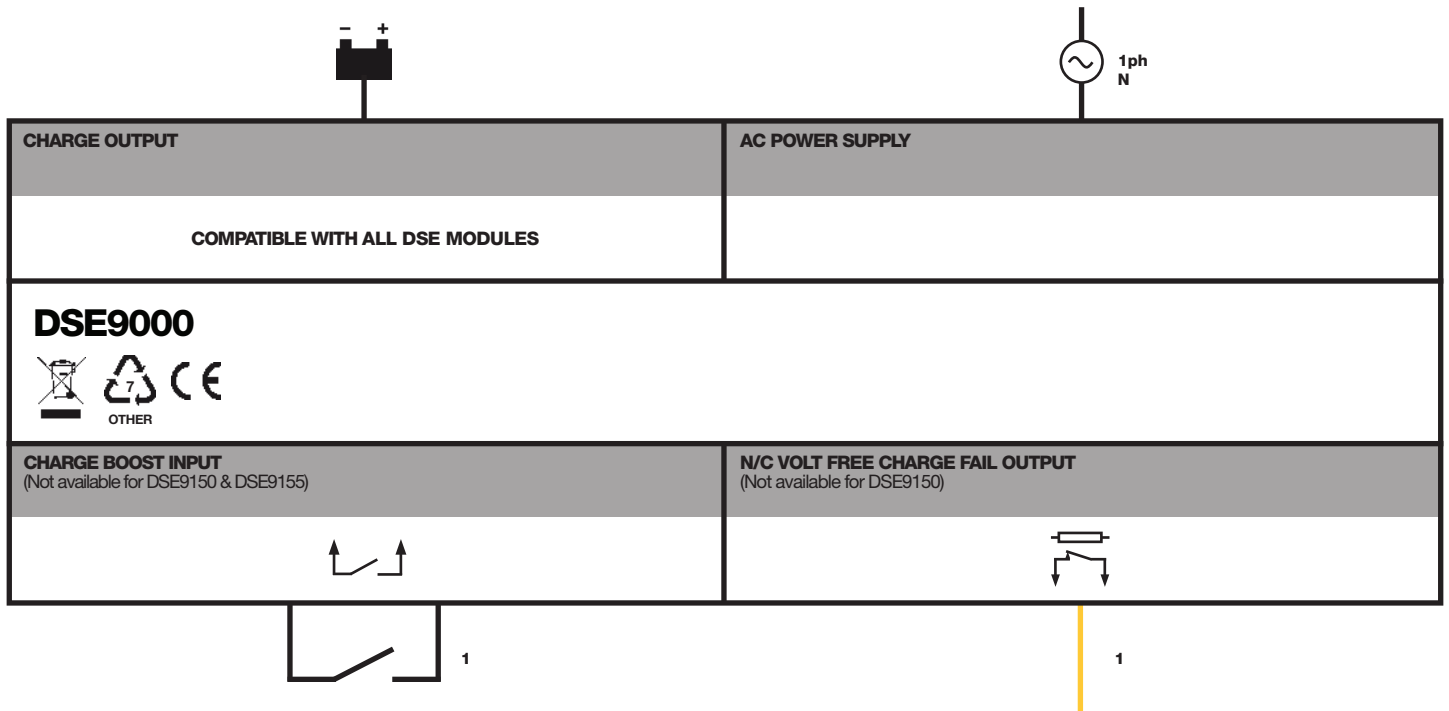 − +
1ph
N
CHARGE OUTPUT
AC POWER SUPPLY
COMPATIBLE WITH ALL DSE MODULES
DSE9000
7
CE
OTHER
CHARGE BOOST INPUT
(Not available for DSE9150 & DSE9155)
N/C VOLT FREE CHARGE FAIL OUTPUT
(Not available for DSE9150)
1
1